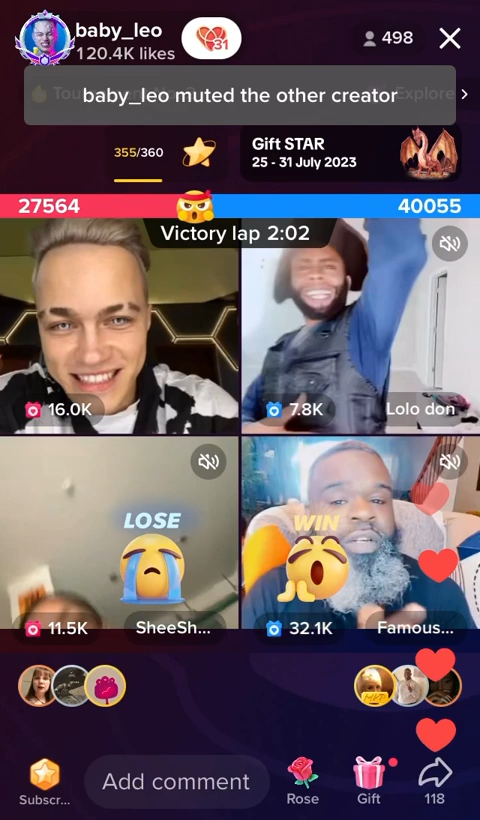 baby_leo
120.4K likes
31
498
baby_leo muted the other creator
Explore
355/360
Gift STAR
25 - 31 July 2023
27564
40055
Victory lap 2:02
16.0K
7.8K
Lolo don
LOSE
WIN
11.5K
SheeSh...
32.1K
Famous...
Subscr...
Add comment
Rose
Gift
118